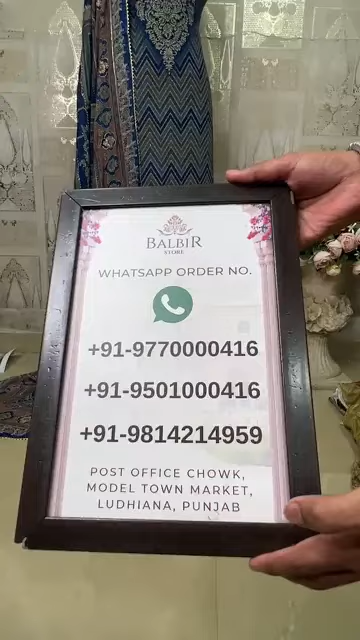 BALBIR
STORE
WHATSAPP ORDER NO.
+91-9770000416
+91-9501000416
+91-9814214959
POST OFFICE CHOWK,
MODEL TOWN MARKET,
LUDHIANA, PUNJAB